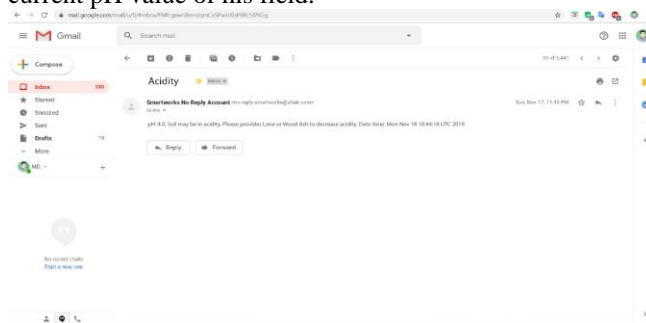 current pH value of his field.
Gmail
Search mail
Compose
Inbox
Starred
Snoozed
Sent
Drafts
More
Acidity
Inbox x
Smartworks No Reply Account
to me
pH 4.0. Soil may be in acidity. Please provides Lime or Wood Ash to decrease acidity. Date time: Mon Nov 18 18:44:18 UTC 2019
Reply
Forward
MD.
No recent chats
Start a new one